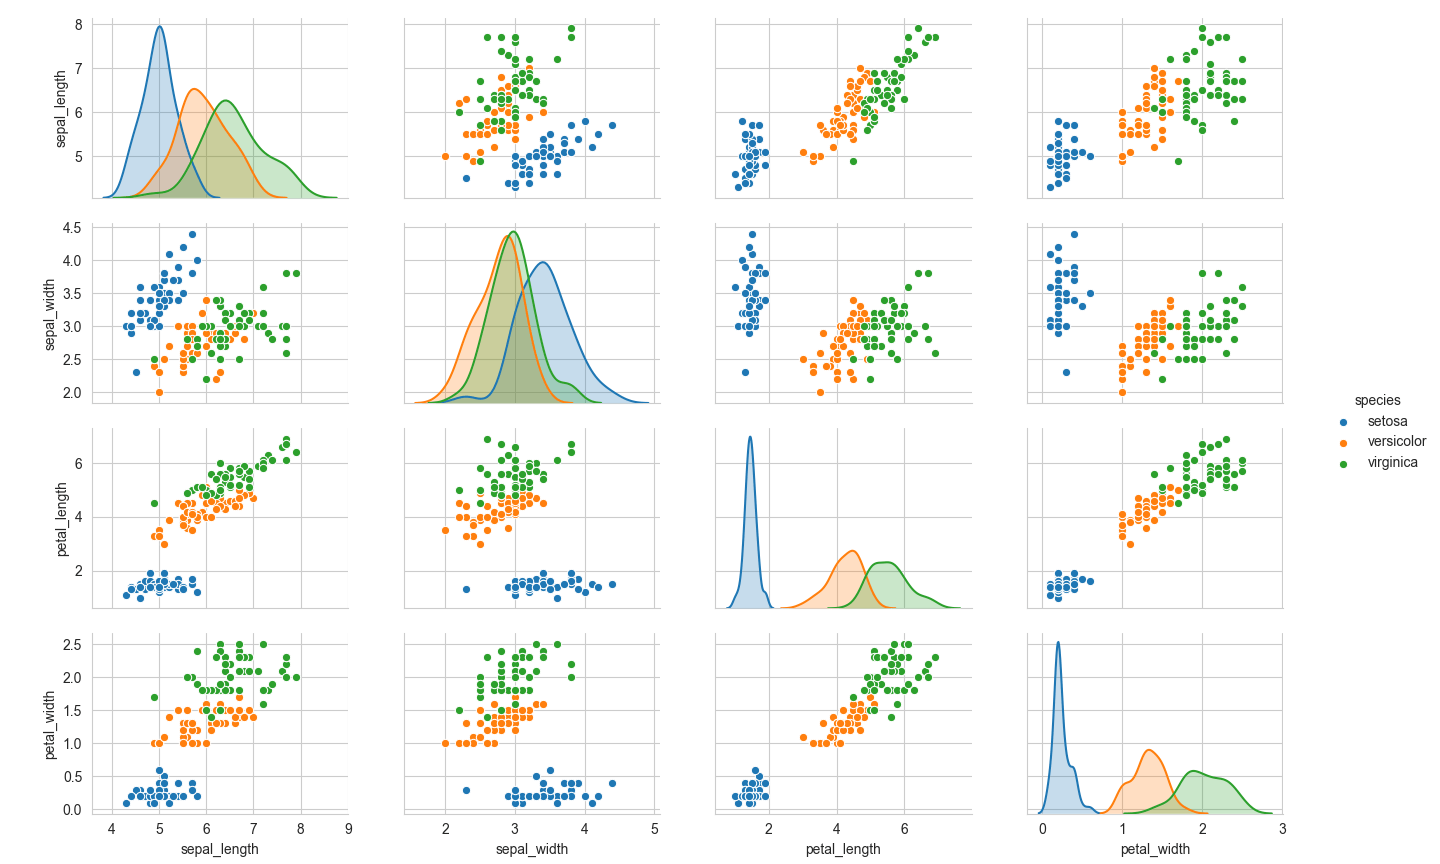 8
7
6
5
sepal_length
4.5
4.0
3.5
3.0
2.5
2.0
sepal_width
species
setosa
versicolor
virginica
6
4
2
petal_length
2.5
2.0
1.5
1.0
0.5
0.0
petal_width
4 5 6 7 8 9
sepal_length
2 3 4 5
sepal_width
2 4 6
petal_length
0 1 2 3
petal_width